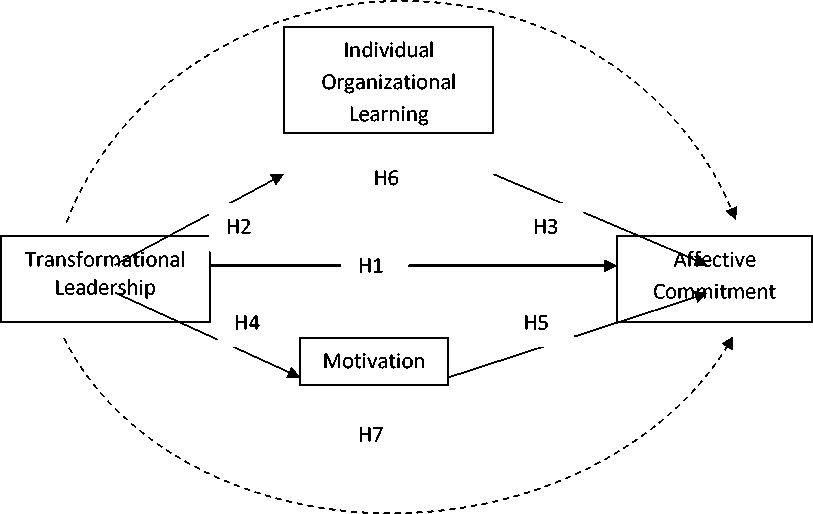 Individual
Organizational
Learning
H6
H2
H3
Transformational
Leadership
H1
Affective
Commitment
H4
H5
Motivation
H7